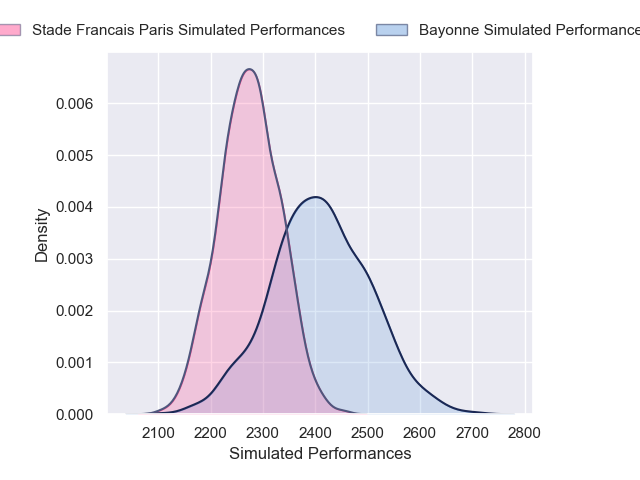 Stade Francais Paris Simulated Performances Bayonne Simulated Performance
0.006
0.005
0.004
0.003
0.002
0.001
0.000
Density
2100 2200 2300 2400 2500 2600 2700 2800
Simulated Performances